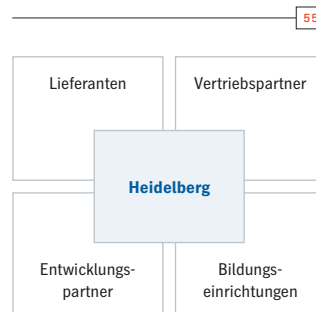 55
Lieferanten
Vertriebspartner
Heidelberg
Entwicklungs-
partner
Bildungs-
einrichtungen